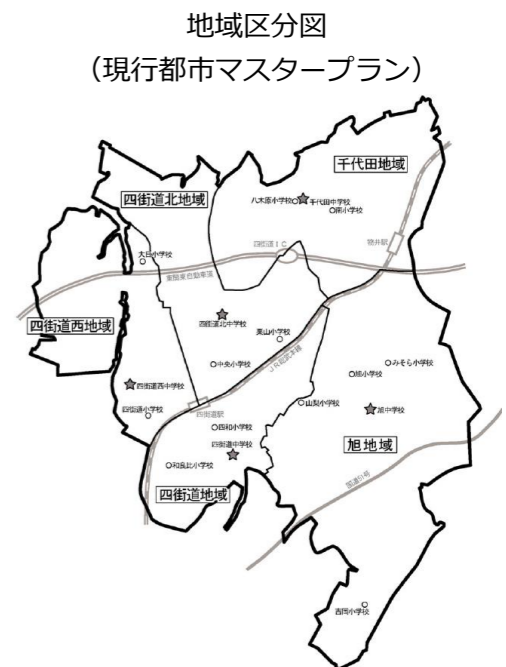 地域区分図
（現行都市マスタープラン）
千代田地域
四街道北地域
八木原小学校
千代田中学校
南小学校
物井駅
四街道IC
大日小学校
東関東自動車道
四街道西地域
四街道北中学校
栗山小学校
中央小学校
JR総武本線
みそら小学校
旭小学校
四街道西中学校
四街道小学校
四街道駅
山梨小学校
旭中学校
四和小学校
四街道中学校
旭地域
和良比小学校
国道51号
四街道地域
吉岡小学校